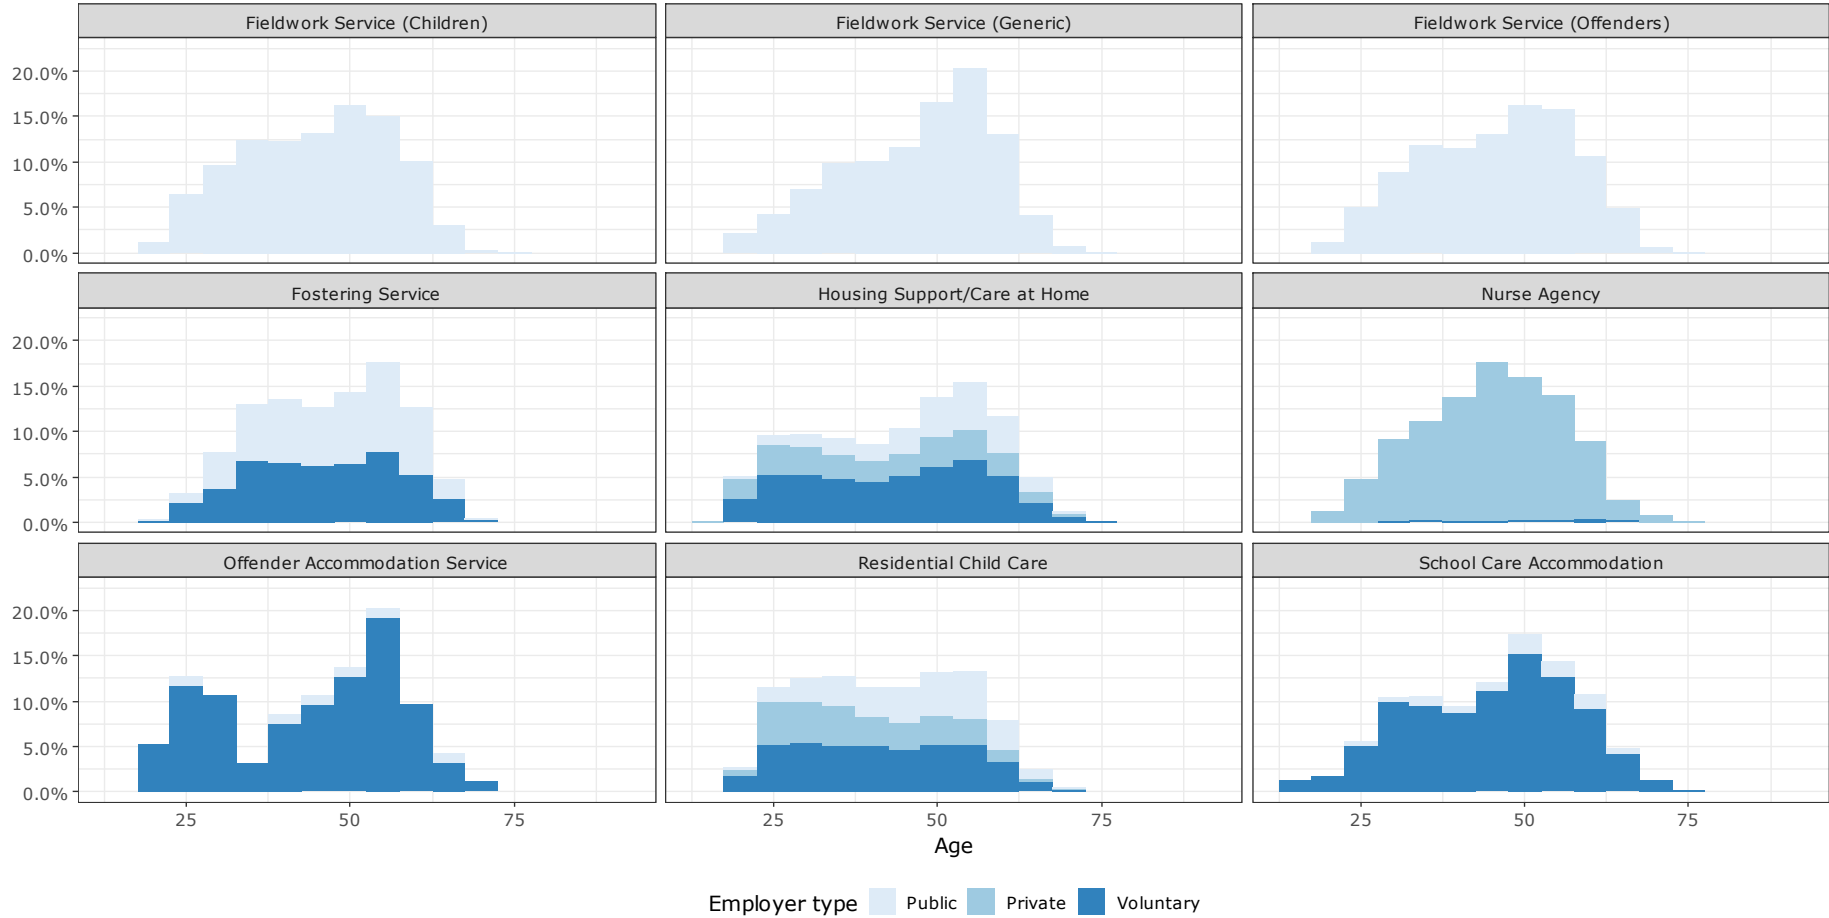 Fieldwork Service (Children)
Fieldwork Service (Generic)
Fieldwork Service (Offenders)
20.0%
15.0%
10.0%
5.0%
0.0%
Fostering Service
Housing Support/Care at Home
Nurse Agency
20.0%
15.0%
10.0%
5.0%
0.0%
Offender Accommodation Service
Residential Child Care
School Care Accommodation
20.0%
15.0%
10.0%
5.0%
0.0%
25 50 75
25 50 75
25 50 75
Age
Employer type Public Private Voluntary